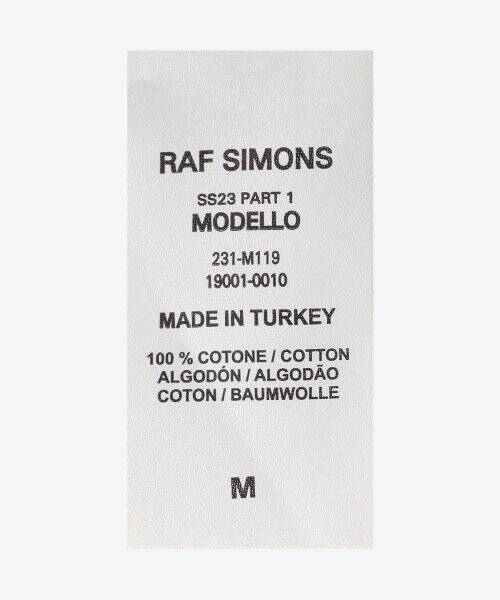 RAF SIMONS
SS23 PART 1
MODELLO
231-M119
19001-0010
MADE IN TURKEY
100 % COTONE / COTTON
ALGODÓN / ALGODÃO
COTON / BAUMWOLLE
M